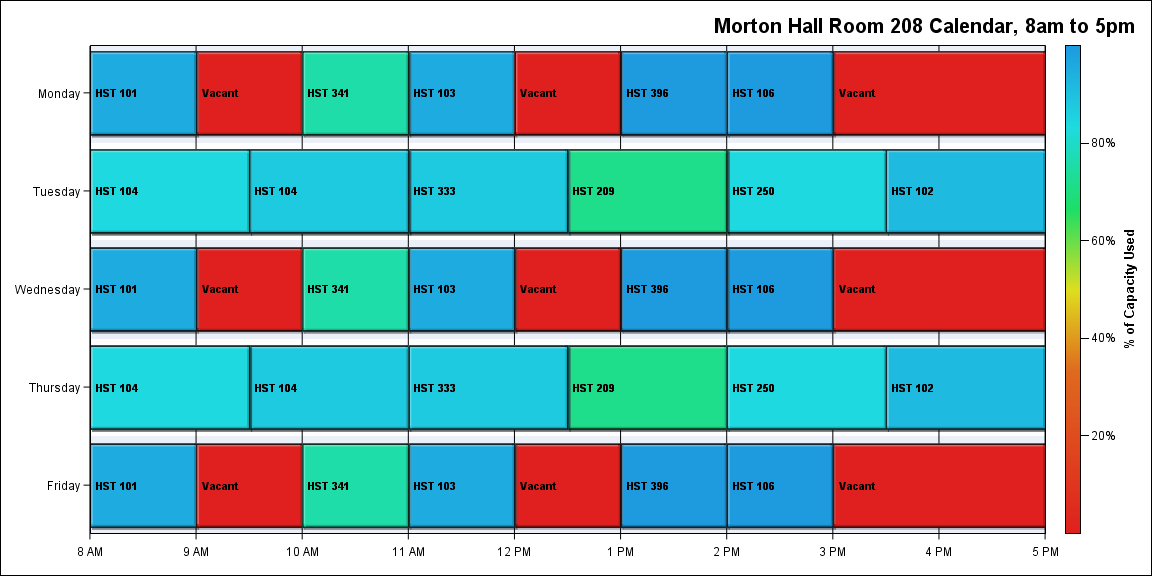 Morton Hall Room 208 Calendar, 8am to 5pm
Monday
HST 101
Vacant
HST 341
HST 103
Vacant
HST 396
HST 106
Vacant
Tuesday
HST 104
HST 104
HST 333
HST 209
HST 250
HST 102
Wednesday
HST 101
Vacant
HST 341
HST 103
Vacant
HST 396
HST 106
Vacant
Thursday
HST 104
HST 104
HST 333
HST 209
HST 250
HST 102
Friday
HST 101
Vacant
HST 341
HST 103
Vacant
HST 396
HST 106
Vacant
8 AM
9 AM
10 AM
11 AM
12 PM
1 PM
2 PM
3 PM
4 PM
5 PM
80%
60%
40%
20%
% of Capacity Used